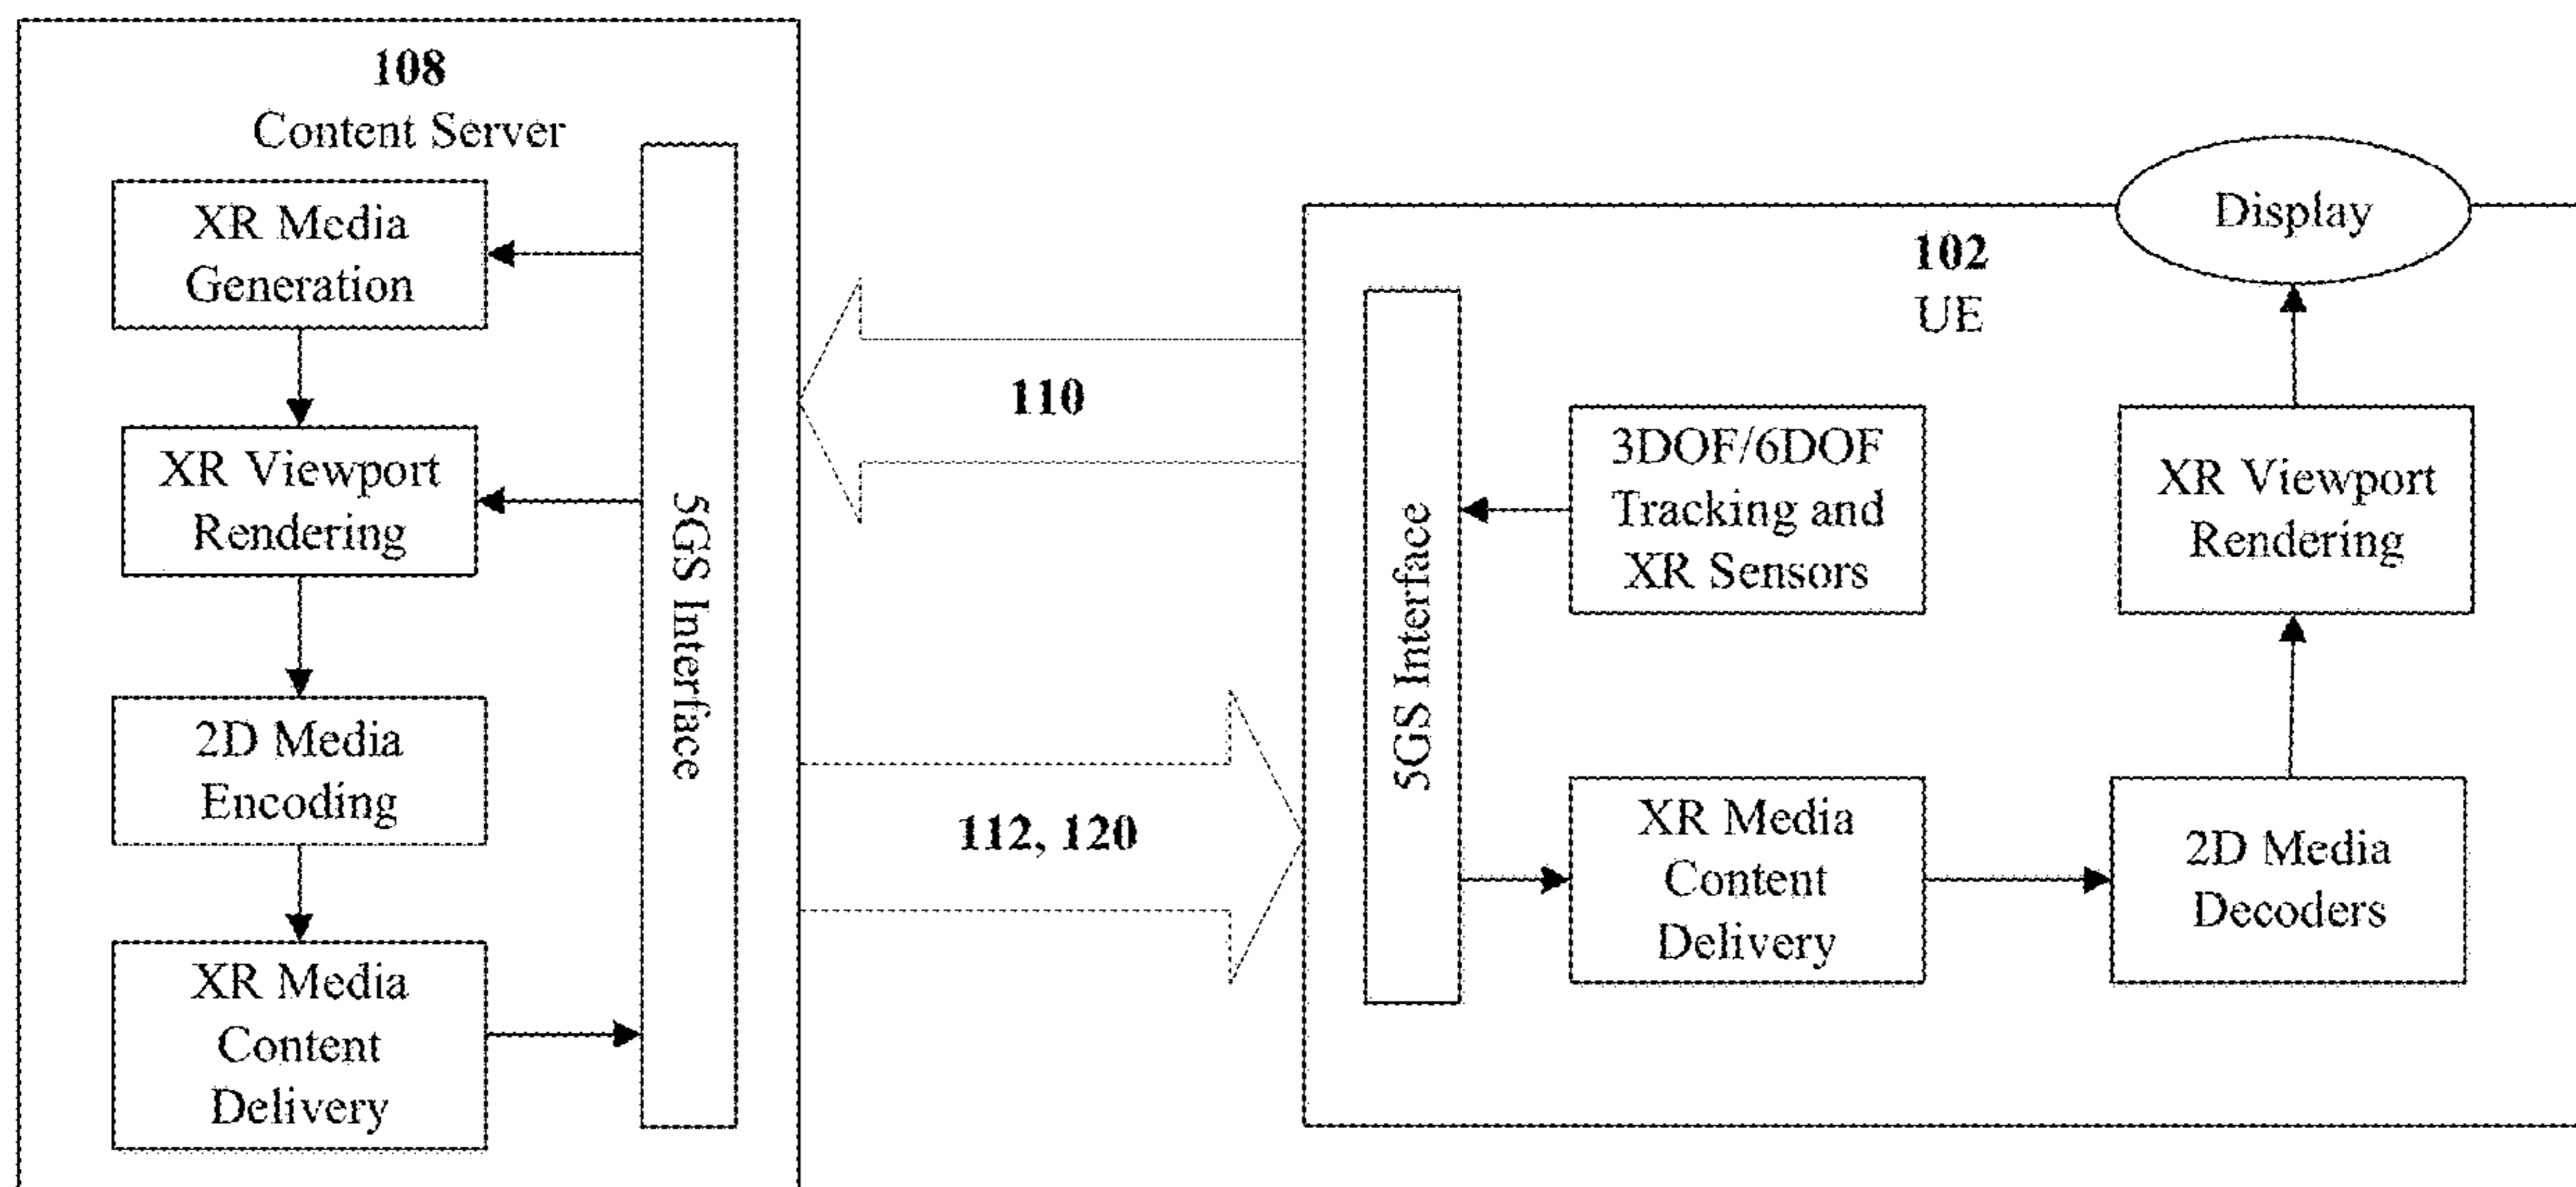 108
Content Server
XR Media
Generation
XR Viewport
Rendering
2D Media
Encoding
XR Media
Content
Delivery
5GS Interface
110
112, 120
102
UE
5GS Interface
3DOF/6DOF
Tracking and
XR Sensors
XR Media
Content
Delivery
2D Media
Decoders
XR Viewport
Rendering
Display